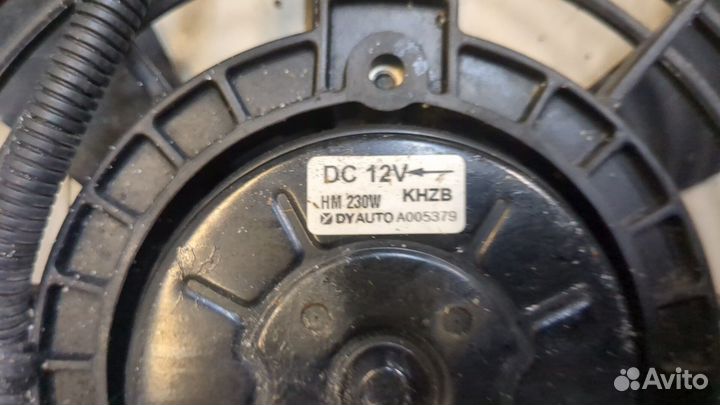 DC 12V
HM 230W KHZB
DYAUTO A005379
Avito